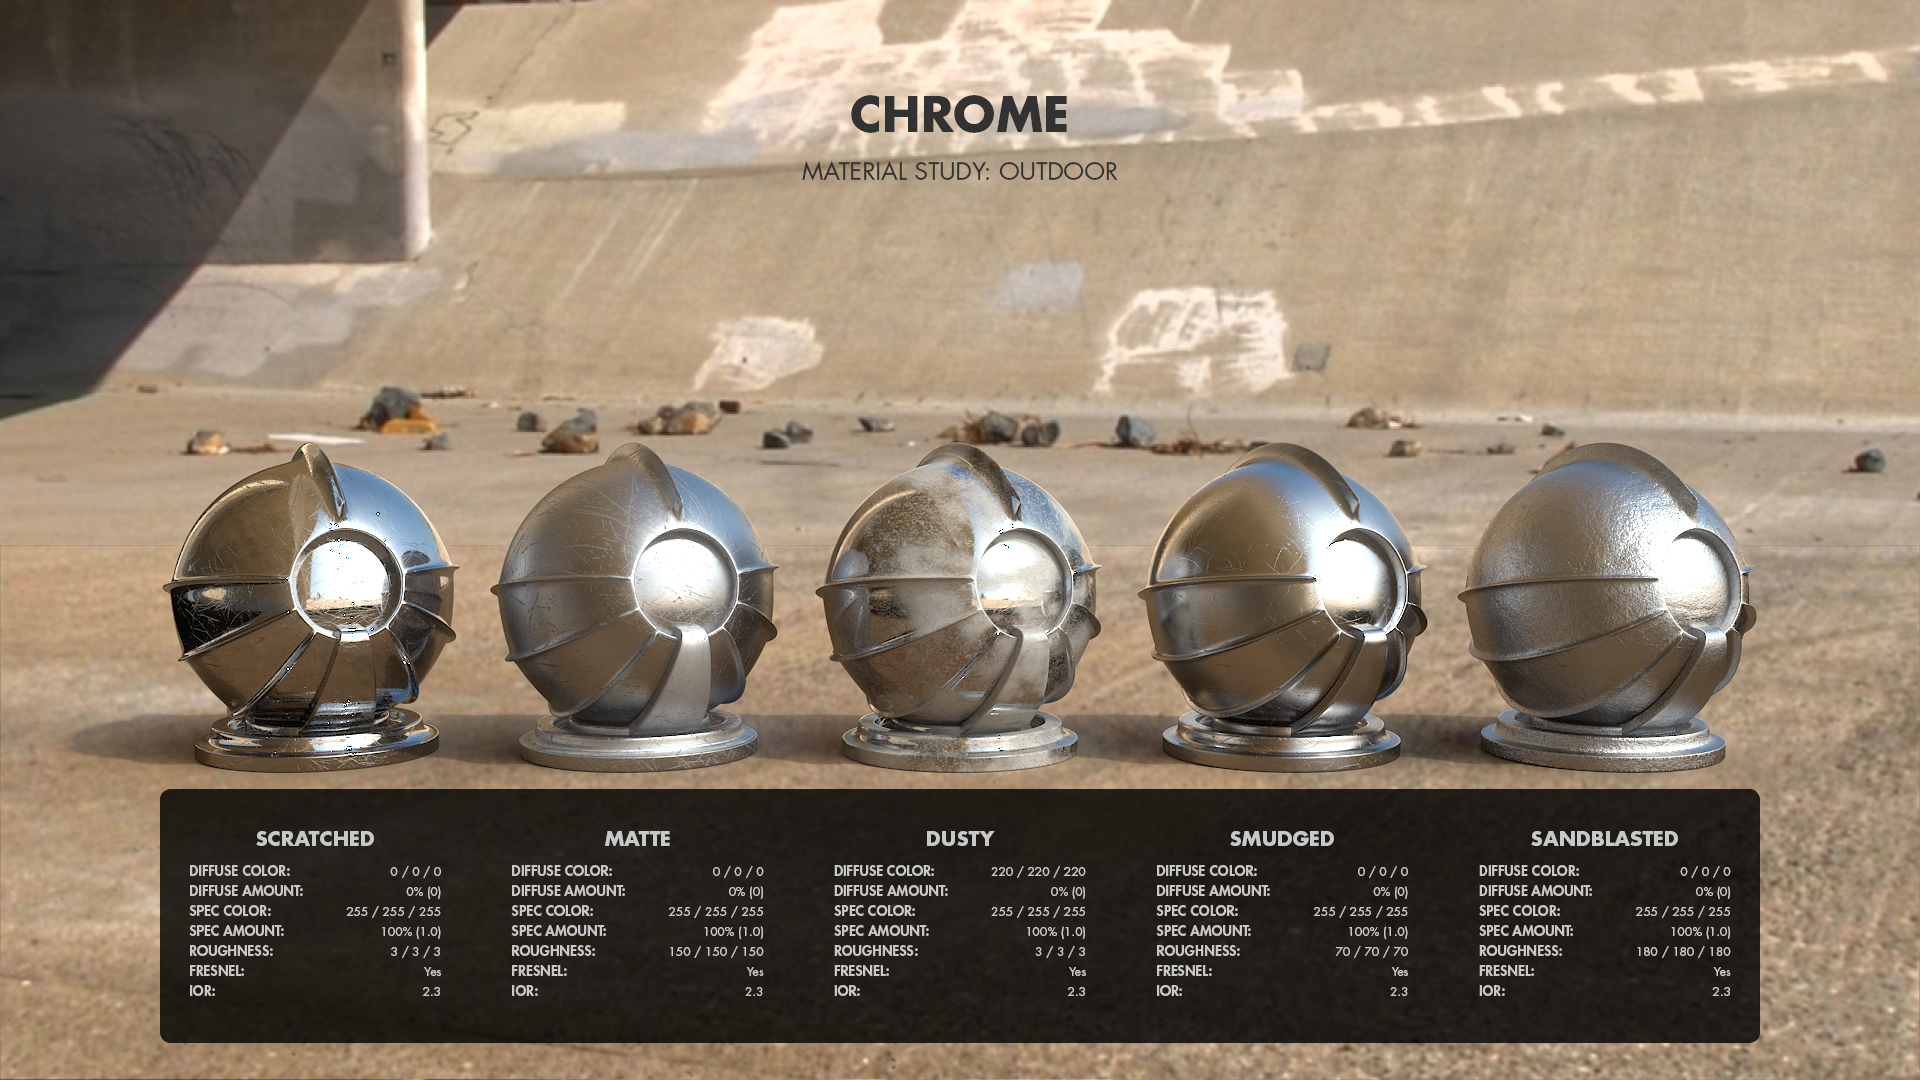 CHROME
MATERIAL STUDY: OUTDOOR
SCRATCHED
DIFFUSE COLOR: 0 / 0 / 0
DIFFUSE AMOUNT: 0% (0)
SPEC COLOR: 255 / 255 / 255
SPEC AMOUNT: 100% (1.0)
ROUGHNESS: 3 / 3 / 3
FRESNEL: Yes
IOR: 2.3
MATTE
DIFFUSE COLOR: 0 / 0 / 0
DIFFUSE AMOUNT: 0% (0)
SPEC COLOR: 255 / 255 / 255
SPEC AMOUNT: 100% (1.0)
ROUGHNESS: 150 / 150 / 150
FRESNEL: Yes
IOR: 2.3
DUSTY
DIFFUSE COLOR: 220 / 220 / 220
DIFFUSE AMOUNT: 0% (0)
SPEC COLOR: 255 / 255 / 255
SPEC AMOUNT: 100% (1.0)
ROUGHNESS: 3 / 3 / 3
FRESNEL: Yes
IOR: 2.3
SMUDGED
DIFFUSE COLOR: 0 / 0 / 0
DIFFUSE AMOUNT: 0% (0)
SPEC COLOR: 255 / 255 / 255
SPEC AMOUNT: 100% (1.0)
ROUGHNESS: 70 / 70 / 70
FRESNEL: Yes
IOR: 2.3
SANDBLASTED
DIFFUSE COLOR: 0 / 0 / 0
DIFFUSE AMOUNT: 0% (0)
SPEC COLOR: 255 / 255 / 255
SPEC AMOUNT: 100% (1.0)
ROUGHNESS: 180 / 180 / 180
FRESNEL: Yes
IOR: 2.3